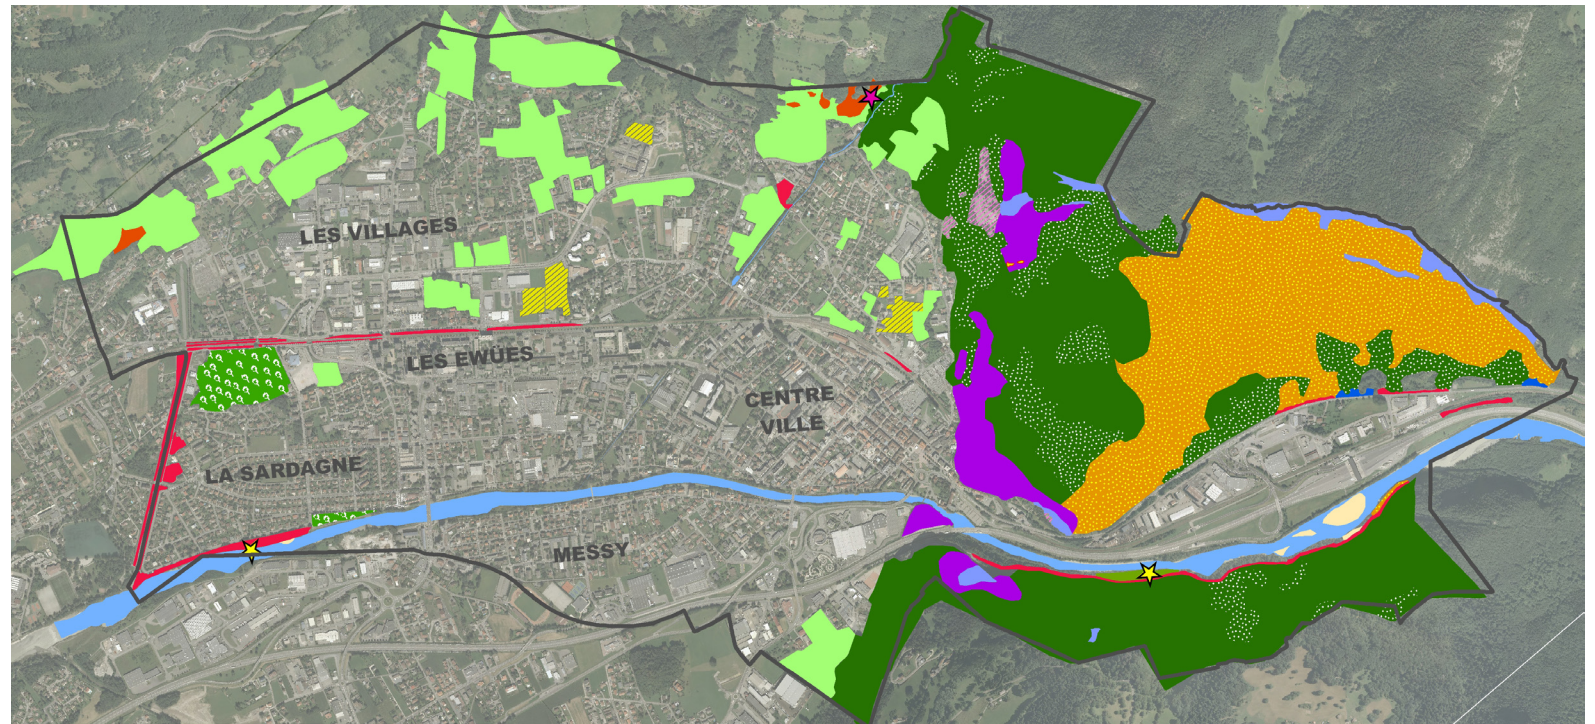 LES VILLAGES
LES EWÜES
CENTRE
VILLE
LA SARDAGNE
MESSY